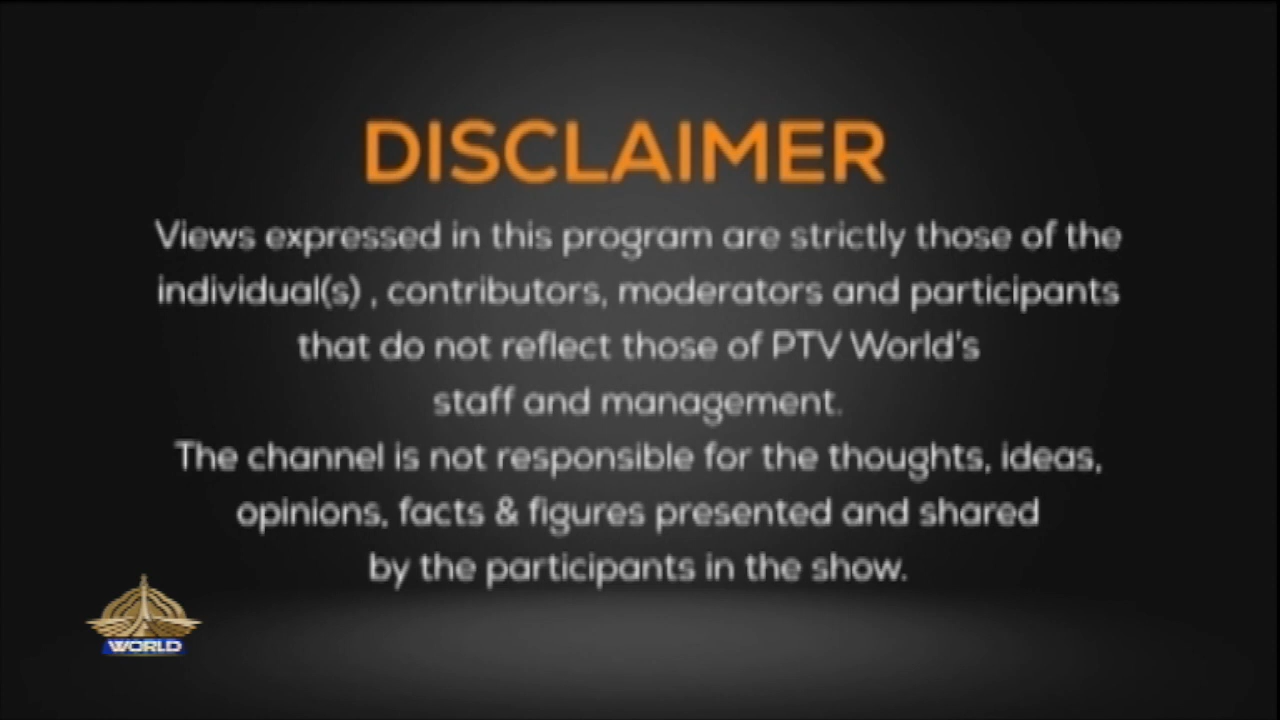 DISCLAIMER
Views expressed in this program are strictly those of the
individual(s) , contributors, moderators and participants
that do not reflect those of PTV World's
staff and management.
The channel is not responsible for the thoughts, ideas,
opinions, facts & figures presented and shared
by the participants in the show.
WORLD